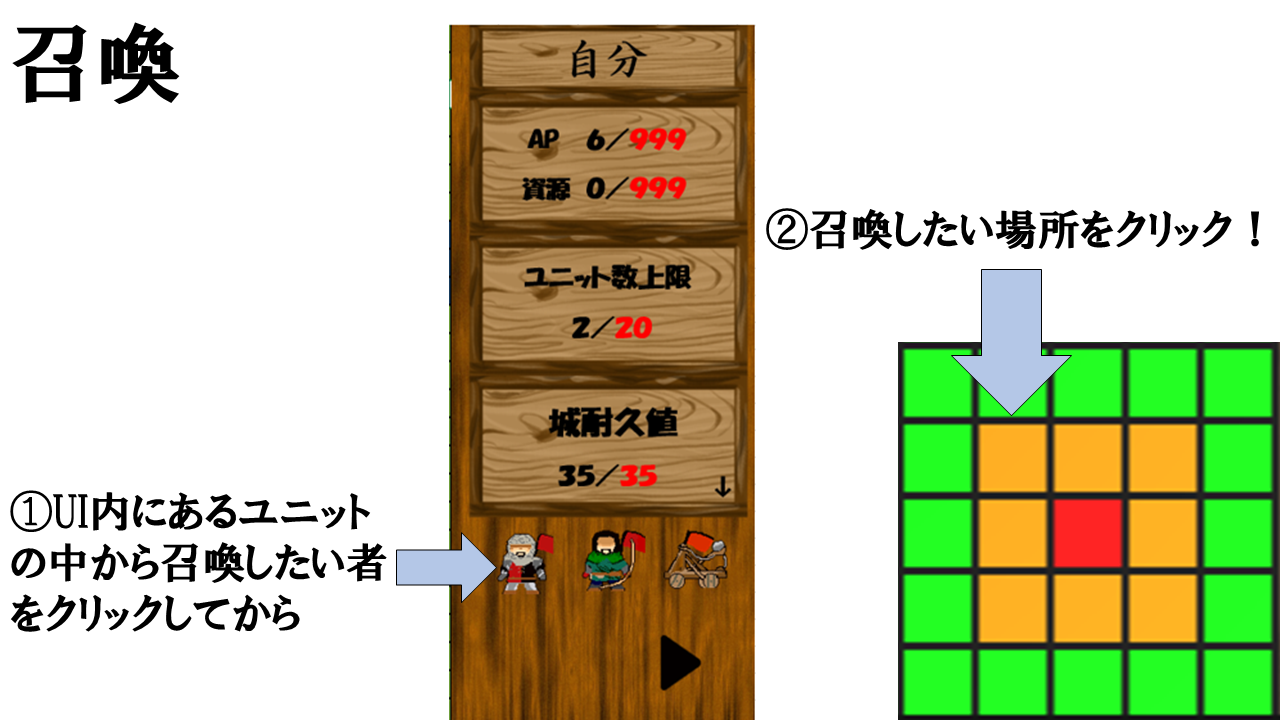 召喚
自分
AP 6/999
資源 0/999
ユニット数上限
2/20
城耐久値
35/35
↓
①UI内にあるユニット
の中から召喚したい者
をクリックしてから
②召喚したい場所をクリック！